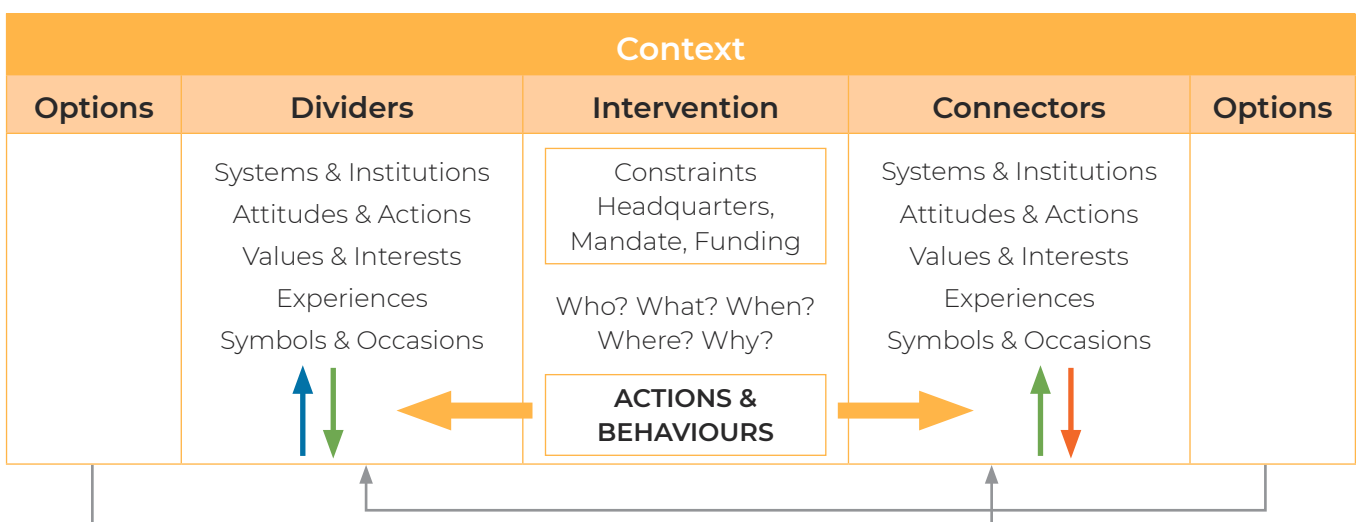 Context
Options
Dividers
Intervention
Connectors
Options
Systems & Institutions
Attitudes & Actions
Values & Interests
Experiences
Symbols & Occasions
Constraints
Headquarters,
Mandate, Funding
Who? What? When?
Where? Why?
ACTIONS &
BEHAVIOURS
Systems & Institutions
Attitudes & Actions
Values & Interests
Experiences
Symbols & Occasions